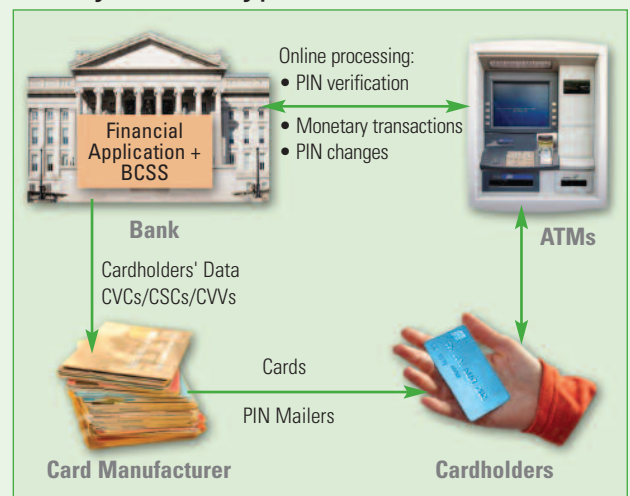 Online processing:
• PIN verification
• Monetary transactions
• PIN changes
Financial
Application +
BCSS
Bank
ATMs
Cardholders' Data
CVCs/CSCs/CVVs
Cards
PIN Mailers
Card Manufacturer
Cardholders